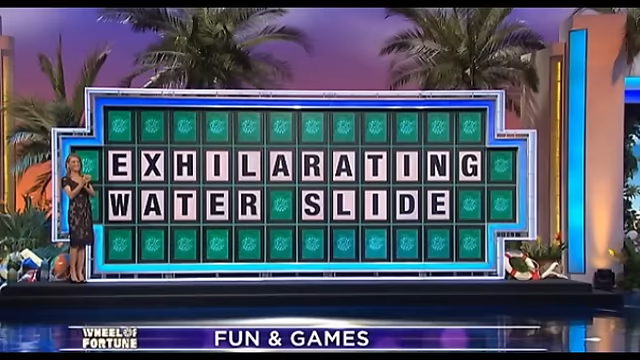 EXHILARATING
WATER SLIDE
WHEEL OF
FORTUNE
FUN & GAMES